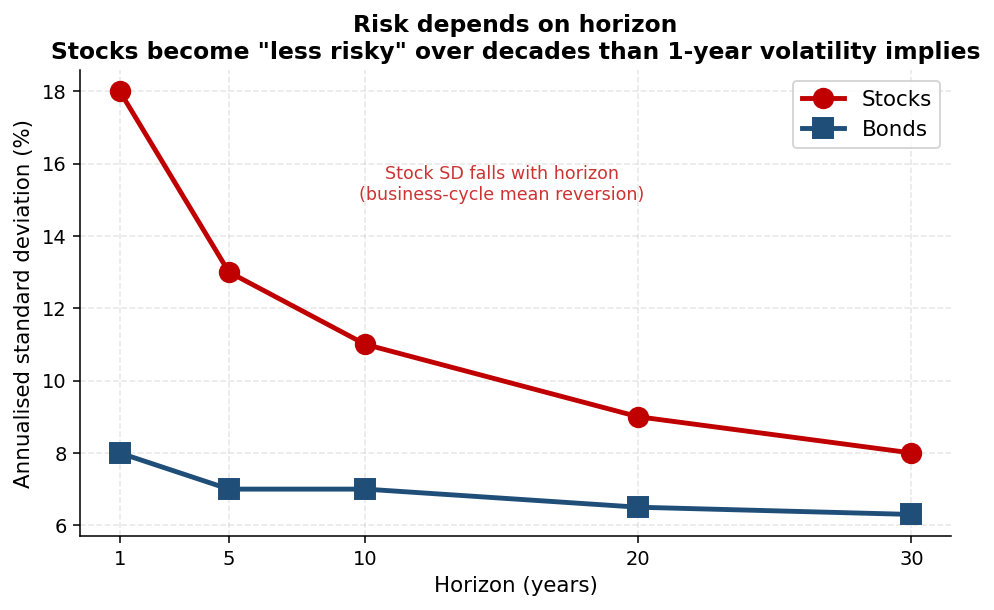 Risk depends on horizon
Stocks become "less risky" over decades than 1-year volatility implies
Annualised standard deviation (%)
18
16
14
12
10
8
6
Stocks
Bonds
Stock SD falls with horizon
(business-cycle mean reversion)
1 5 10 20 30
Horizon (years)